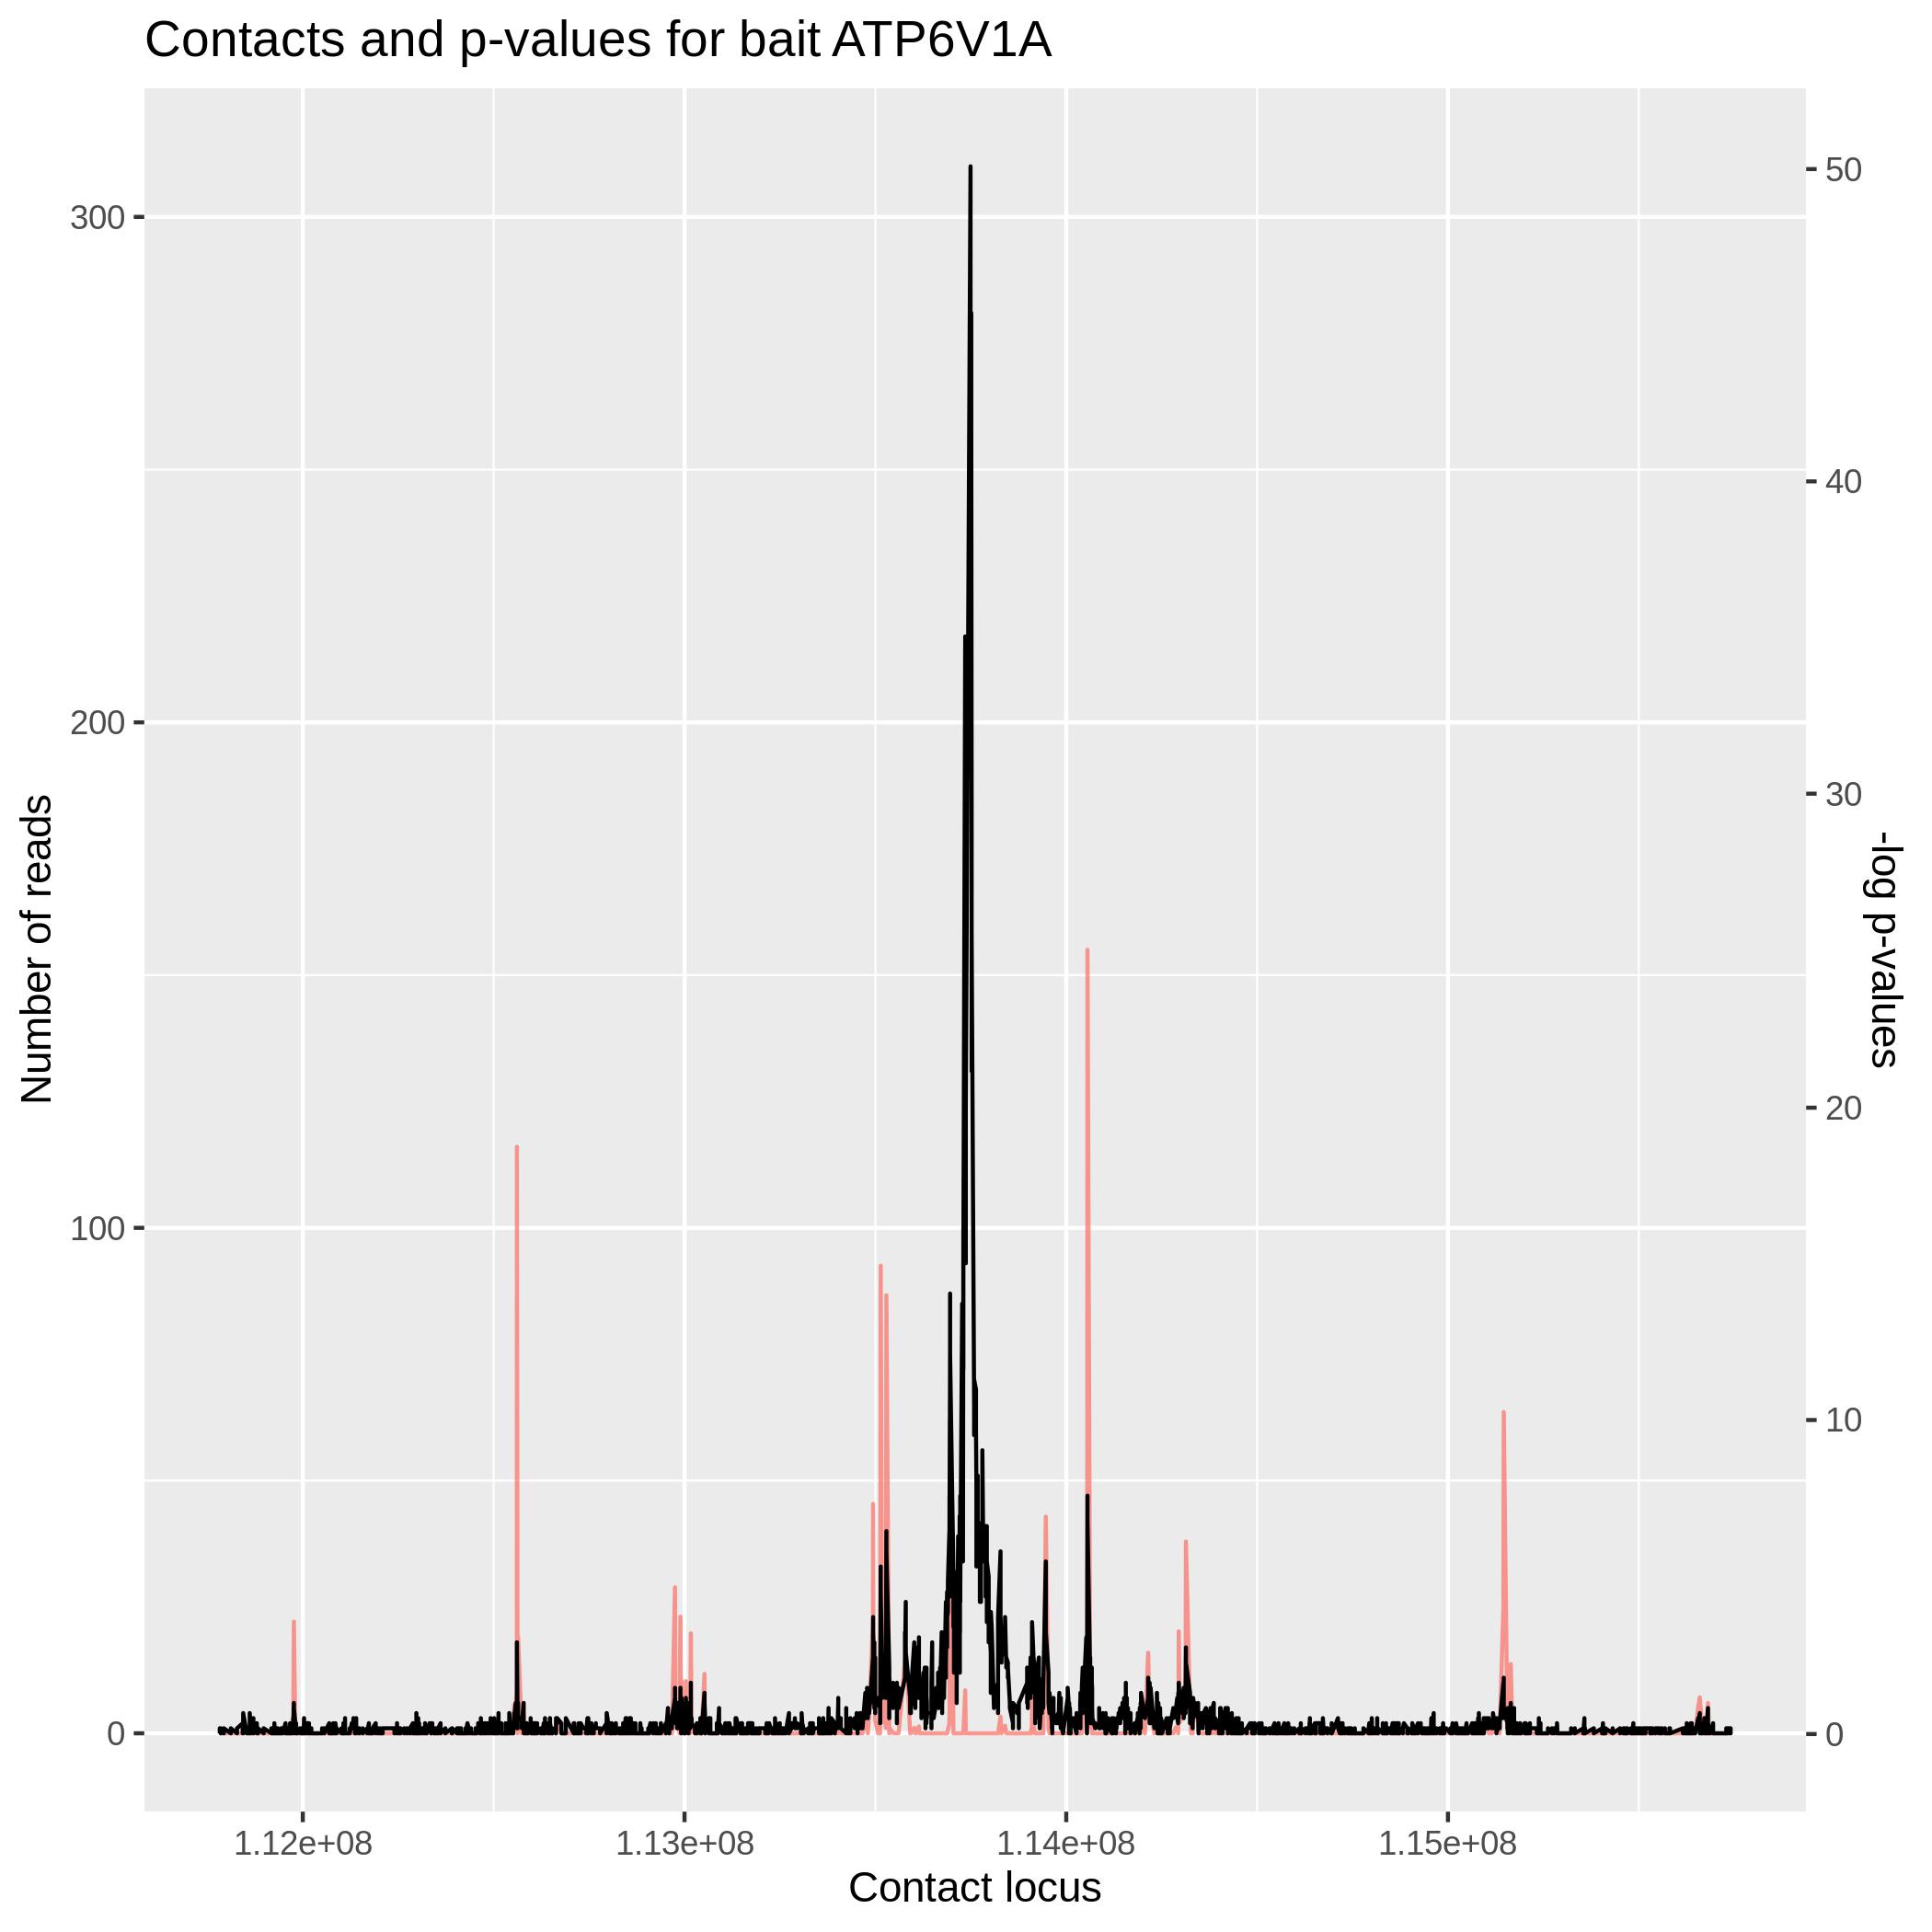 Contacts and p-values for bait ATP6V1A
Number of reads
300
200
100
0
50
40
30
20
10
0
-log p-values
1.12e+08
1.13e+08
1.14e+08
1.15e+08
Contact locus